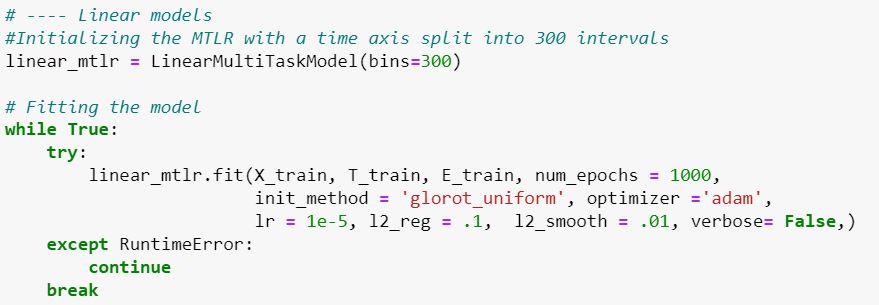 # ---- Linear models
#Initializing the MTLR with a time axis split into 300 intervals
linear_mtlr = LinearMultiTaskModel(bins=300)

# Fitting the model
while True:
    try:
        linear_mtlr.fit(X_train, T_train, E_train, num_epochs = 1000,
                        init_method = 'glorot_uniform', optimizer ='adam',
                        lr = 1e-5, l2_reg = .1,  l2_smooth = .01, verbose= False,)
    except RuntimeError:
        continue
    break